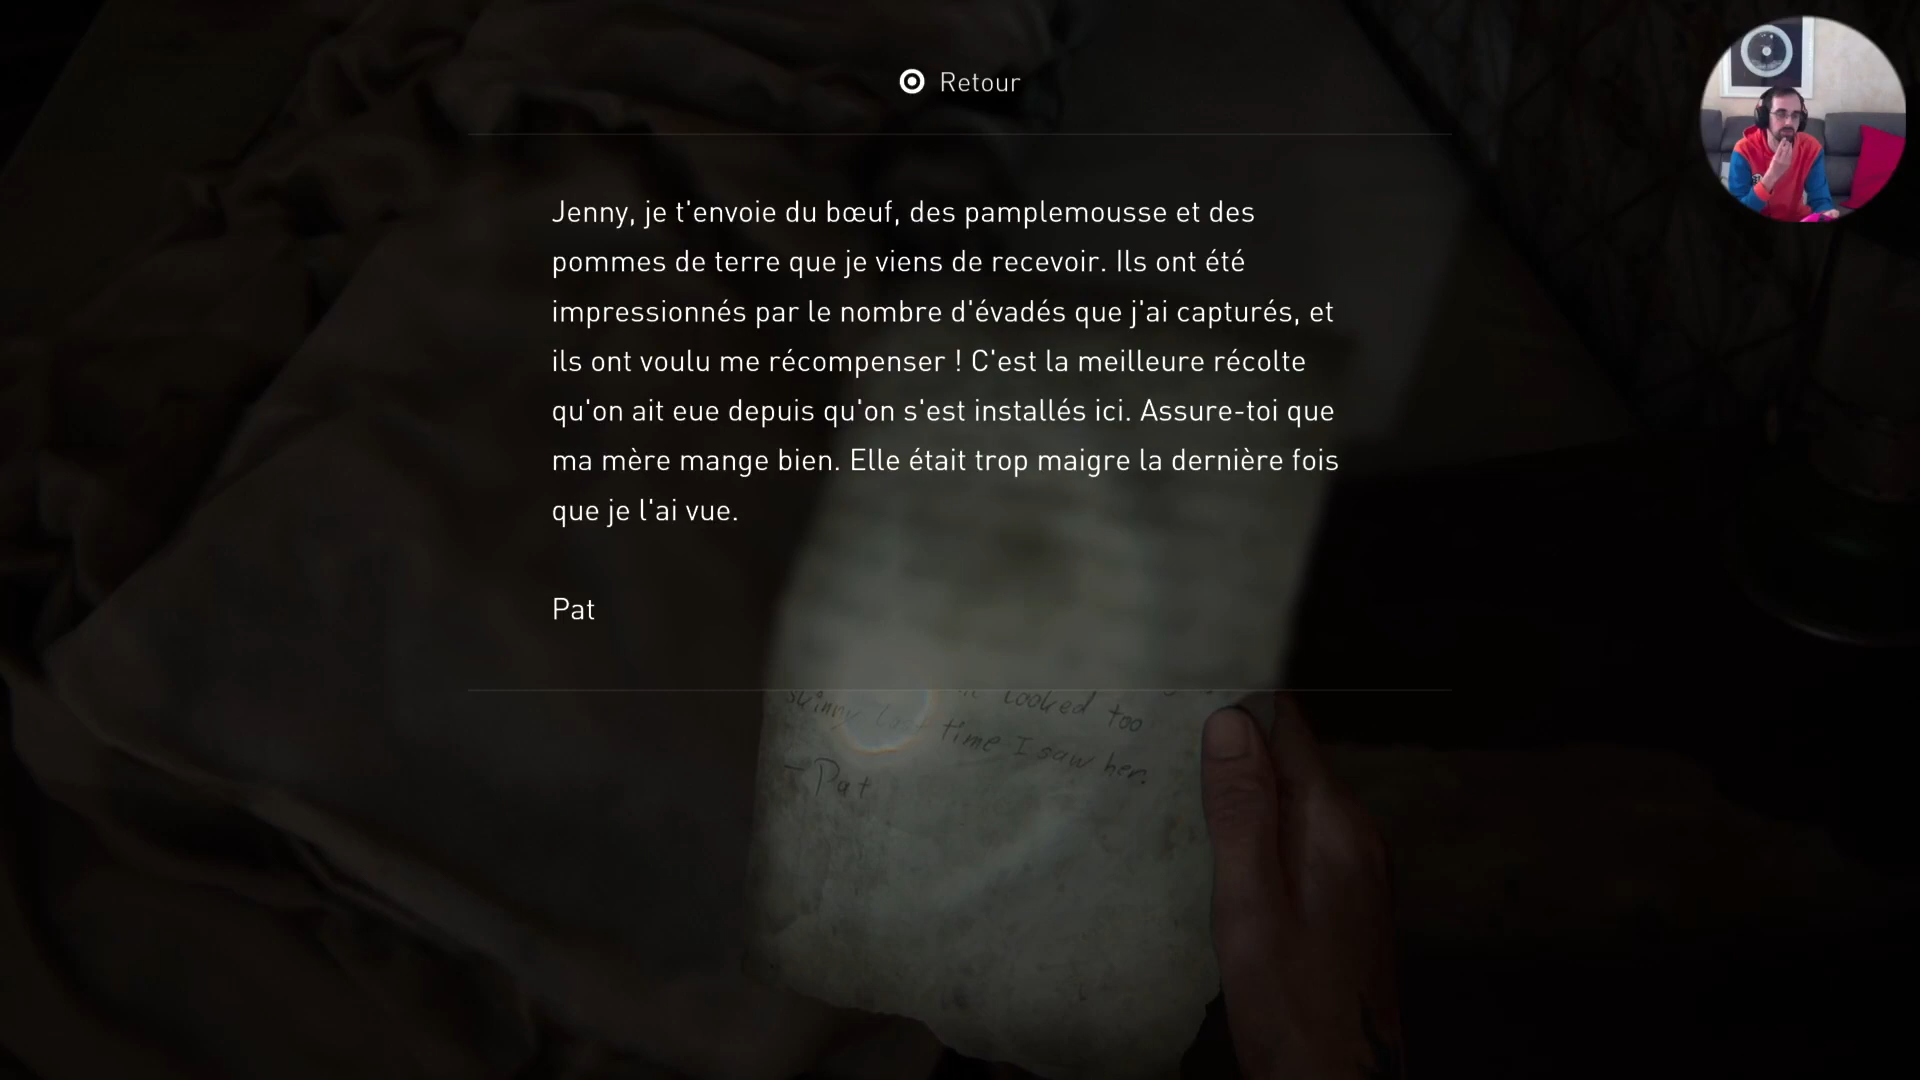 Retour
Jenny, je t'envoie du bœuf, des pamplemousse et des
pommes de terre que je viens de recevoir. Ils ont été
impressionnés par le nombre d'évadés que j'ai capturés, et
ils ont voulu me récompenser ! C'est la meilleure récolte
qu'on ait eue depuis qu'on s'est installés ici. Assure-toi que
ma mère mange bien. Elle était trop maigre la dernière fois
que je l'ai vue.
Pat
looked too
skinny last time I saw her.
- Pat